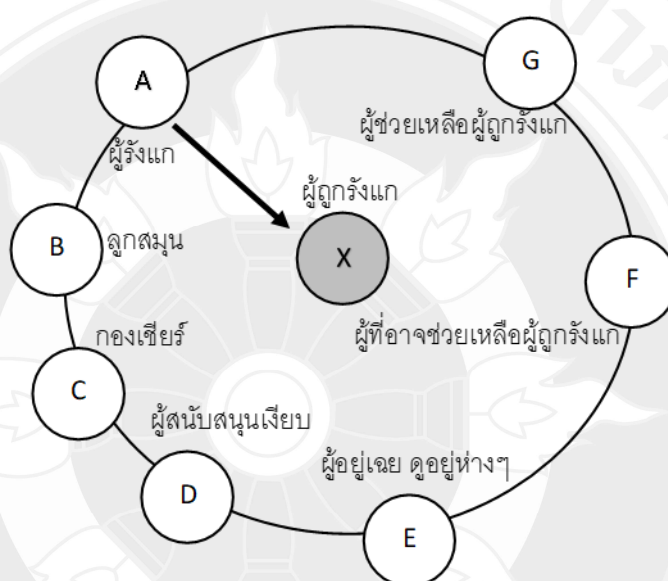 A
G
ผู้ช่วยเหลือผู้ถูกรังแก
ผู้รังแก
ผู้ถูกรังแก
B
ลูกสมุน
X
F
กองเชียร์
ผู้ที่อาจช่วยเหลือผู้ถูกรังแก
C
ผู้สนับสนุนเงียบ
ผู้อยู่เฉย ดูอยู่ห่างๆ
D
E